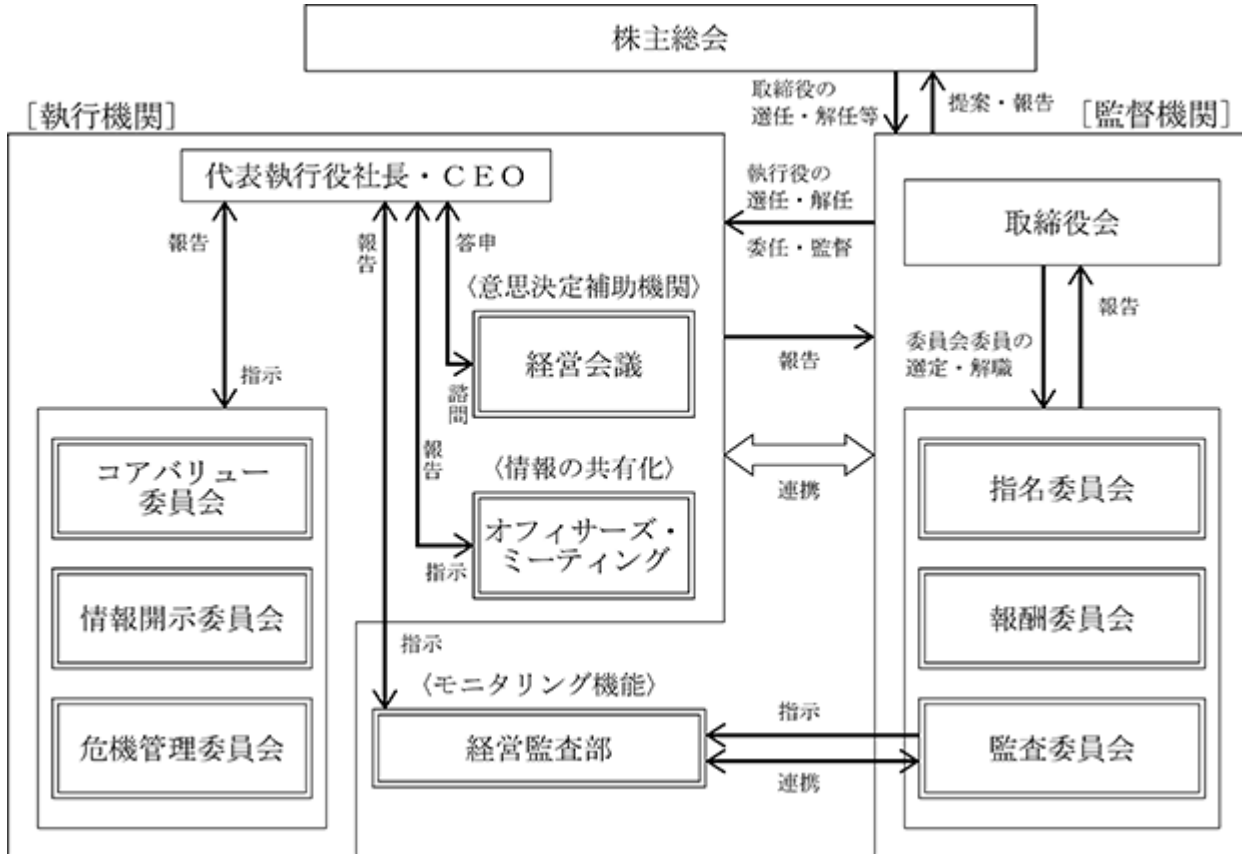 株主総会
取締役の
選任・解任等
提案・報告
［執行機関］
［監督機関］
代表執行役社長・ＣＥＯ
執行役の
選任・解任
委任・監督
取締役会
報告
報告
答申
〈意思決定補助機関〉
経営会議
諮問
報告
報告
委員会委員の
選定・解職
指示
コアバリュー
委員会
報告
〈情報の共有化〉
オフィサーズ・
ミーティング
指示
連携
指名委員会
情報開示委員会
報酬委員会
指示
〈モニタリング機能〉
危機管理委員会
経営監査部
指示
連携
監査委員会